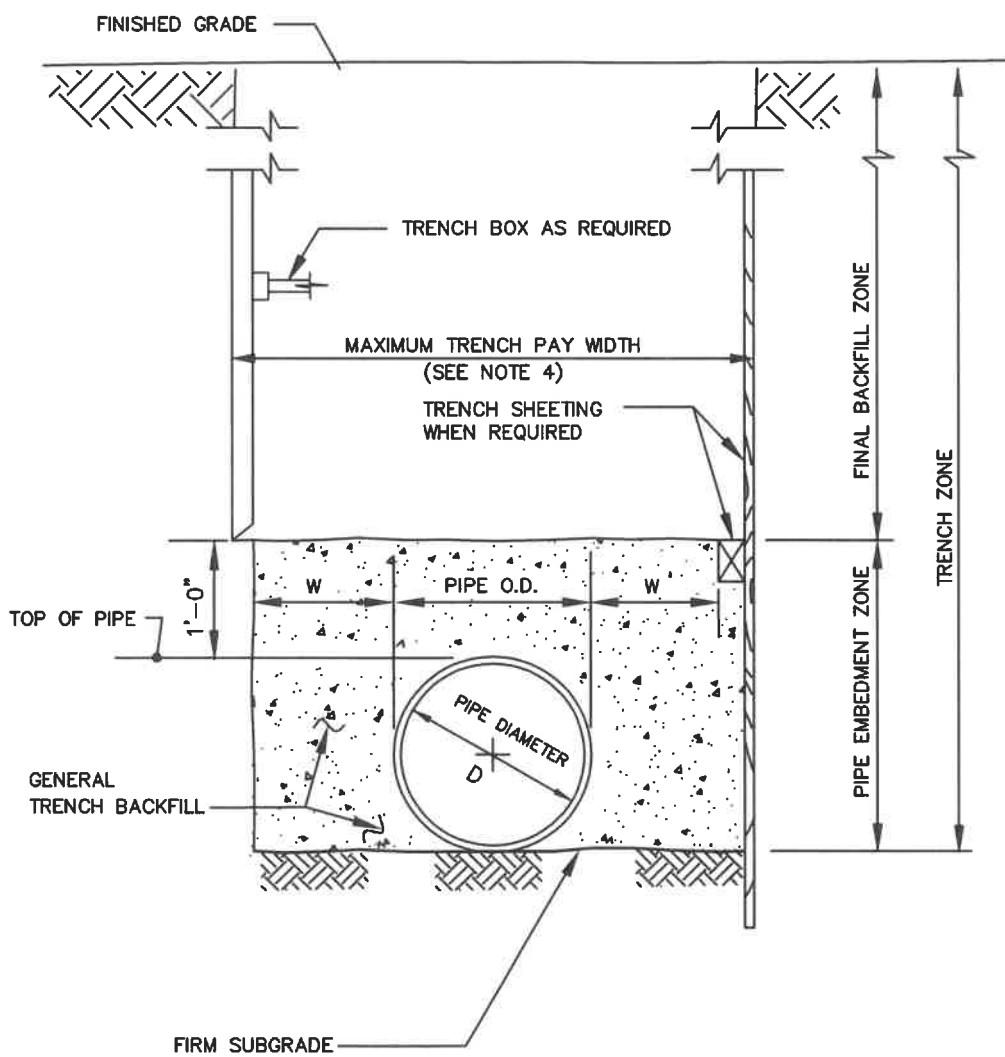 FINISHED GRADE
TRENCH BOX AS REQUIRED
MAXIMUM TRENCH PAY WIDTH
(SEE NOTE 4)
TRENCH SHEETING
WHEN REQUIRED
FINAL BACKFILL ZONE
TRENCH ZONE
W
PIPE O.D.
W
1'-0"
TOP OF PIPE
PIPE DIAMETER
D
PIPE EMBEDMENT ZONE
GENERAL
TRENCH BACKFILL
FIRM SUBGRADE